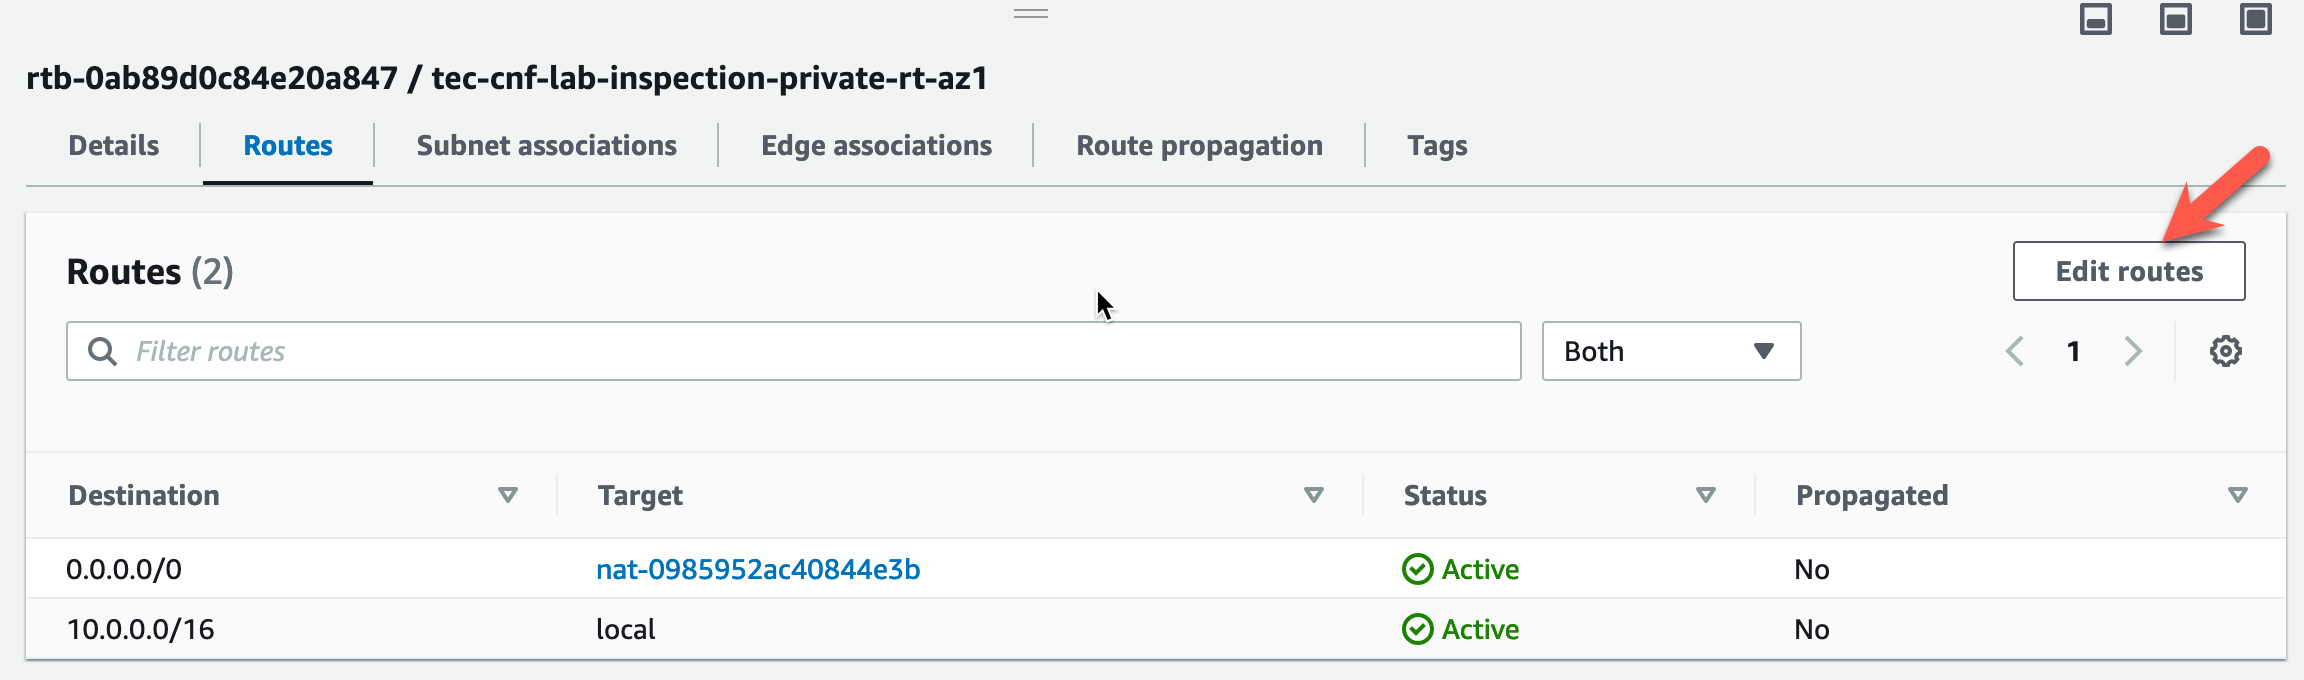 rtb-0ab89d0c84e20a847 / tec-cnf-lab-inspection-private-rt-az1
Details Routes Subnet associations Edge associations Route propagation Tags
Routes (2) Edit routes
Filter routes Both 1
Destination Target Status Propagated
0.0.0.0/0 nat-0985952ac40844e3b Active No
10.0.0.0/16 local Active No